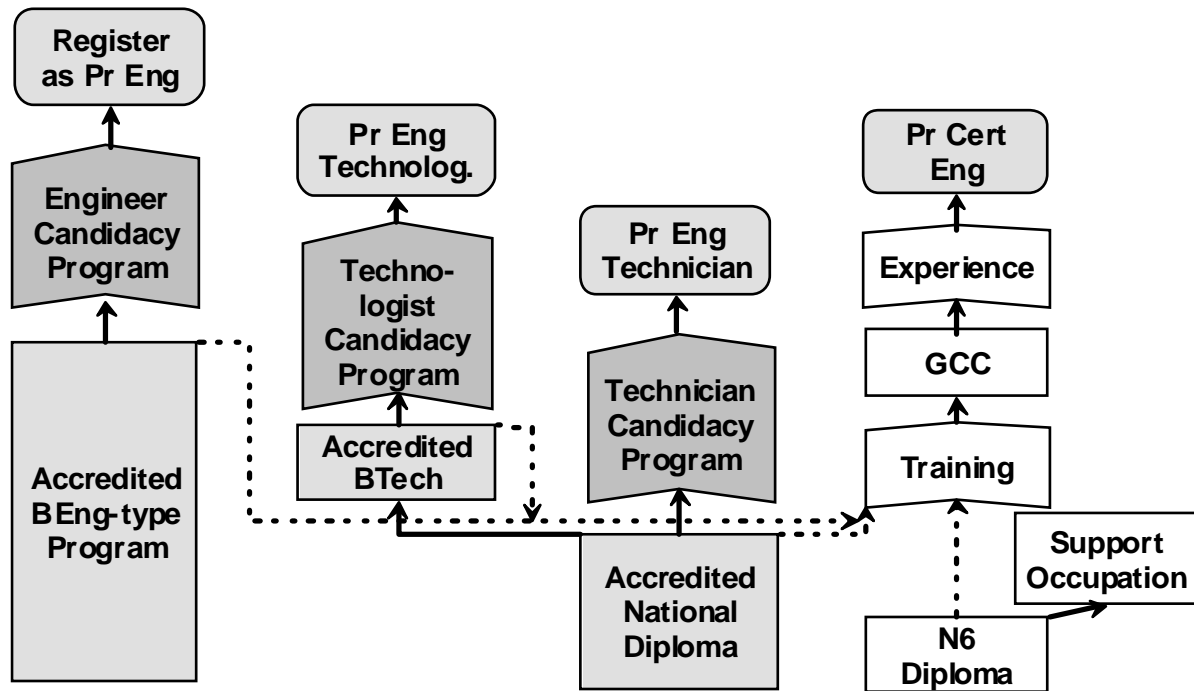 Register
as Pr Eng
Engineer
Candidacy
Program
Accredited
BEng-type
Program
Pr Eng
Technolog.
Techno-
logist
Candidacy
Program
Accredited
BTech
Pr Eng
Technician
Technician
Candidacy
Program
Accredited
National
Diploma
Pr Cert
Eng
Experience
GCC
Training
Support
Occupation
N6
Diploma